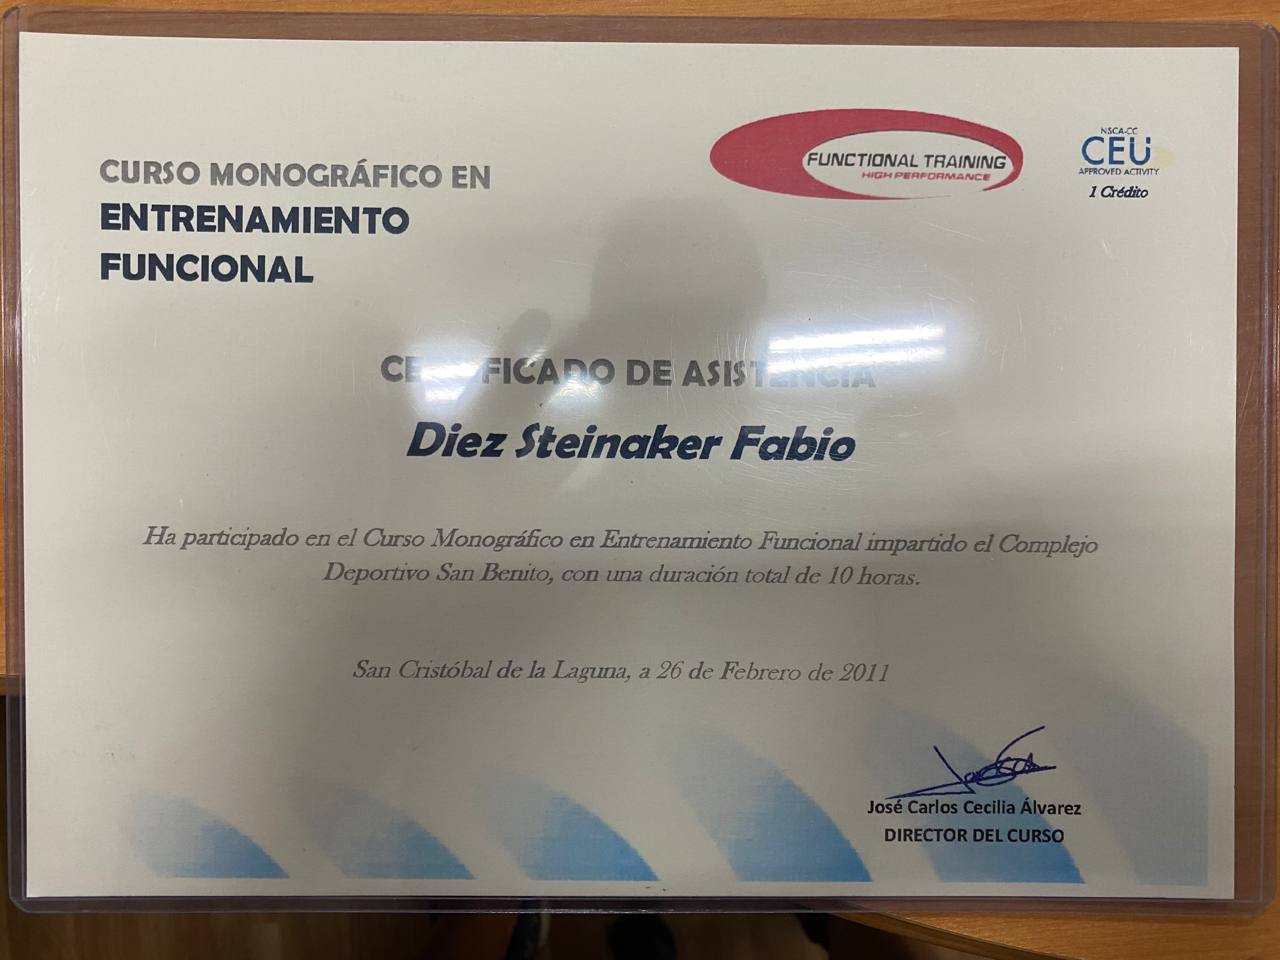 CURSO MONOGRÁFICO EN
ENTRENAMIENTO
FUNCIONAL
FUNCTIONAL TRAINING
HIGH PERFORMANCE
NSCA-CC
CEU
APPROVED ACTIVITY
1 Crédito
CERTIFICADO DE ASISTENCIA
Diez Steinaker Fabio
Ha participado en el Curso Monográfico en Entrenamiento Funcional impartido el Complejo
Deportivo San Benito, con una duración total de 10 horas.
San Cristóbal de la Laguna, a 26 de Febrero de 2011
José Carlos Cecilia Álvarez
DIRECTOR DEL CURSO